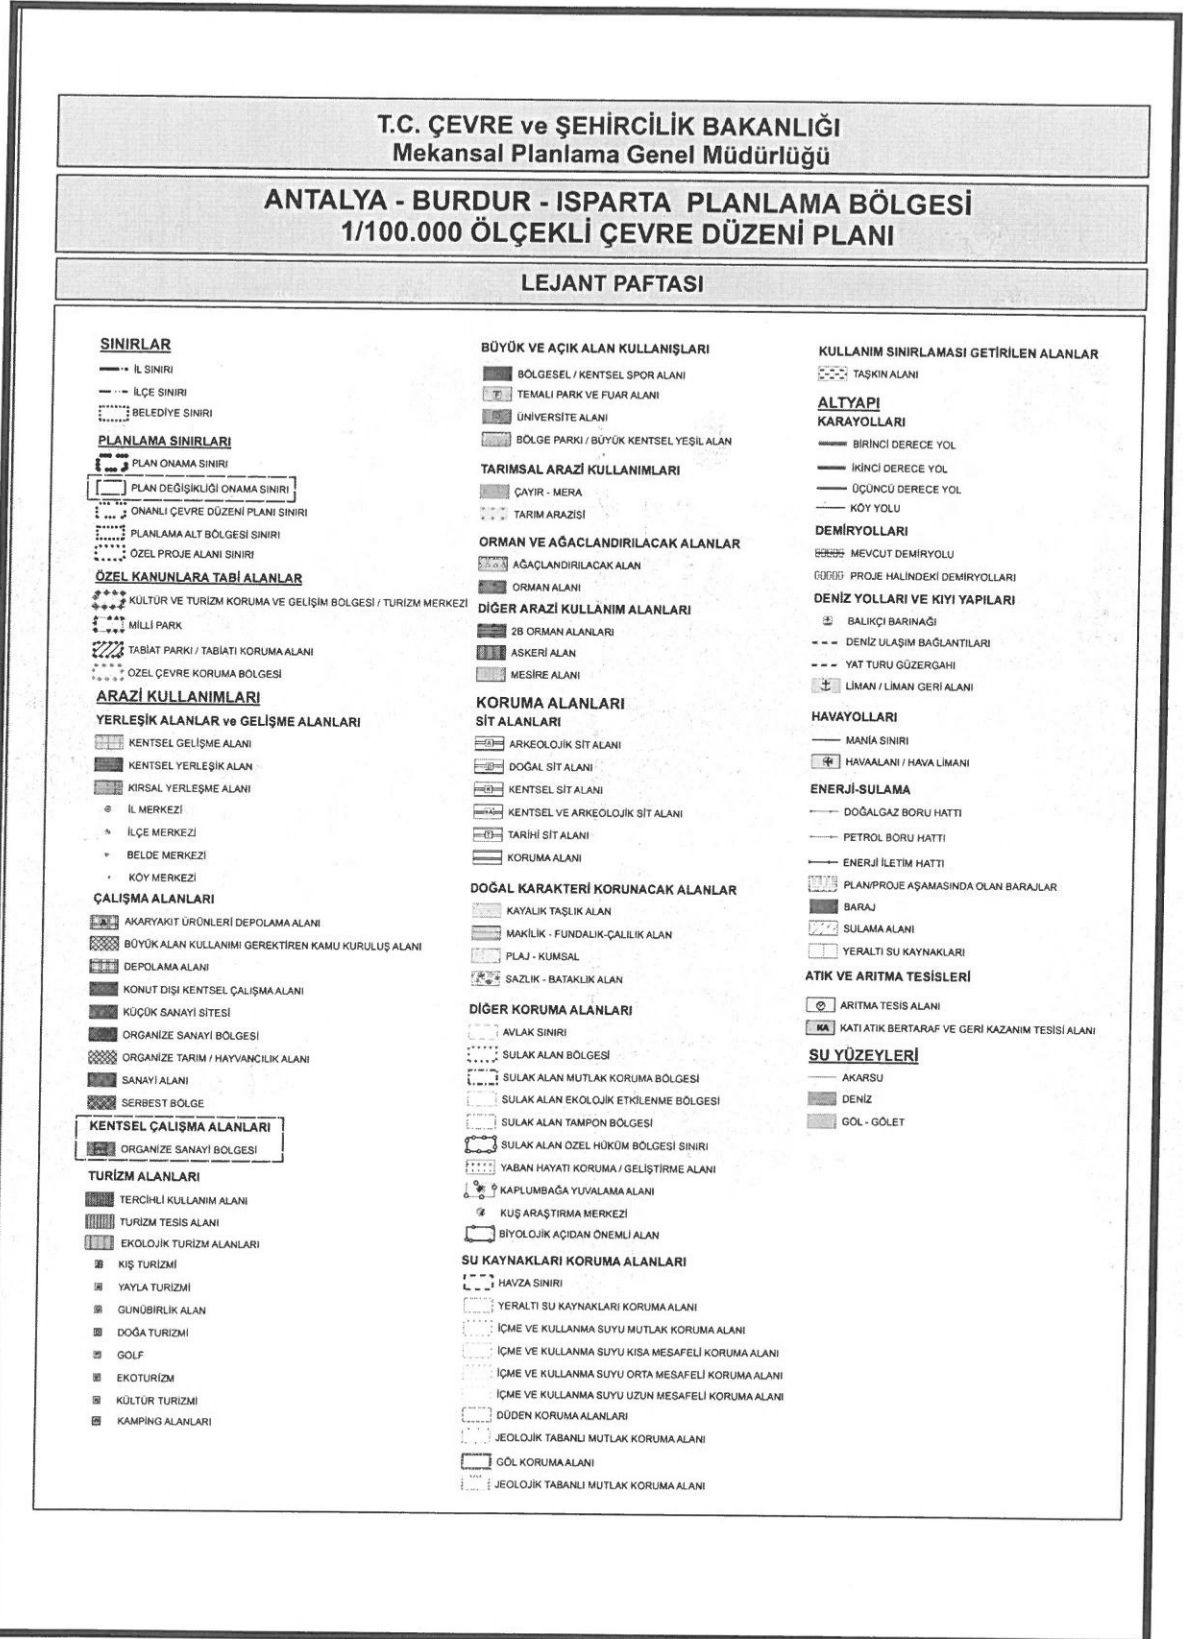 T.C. ÇEVRE ve ŞEHİRCİLİK BAKANLIĞI
Mekansal Planlama Genel Müdürlüğü
ANTALYA - BURDUR - ISPARTA PLANLAMA BÖLGESİ
1/100.000 ÖLÇEKLİ ÇEVRE DÜZENİ PLANI
LEJANT PAFTASI
SINIRLAR
İL SINIRI
İLÇE SINIRI
BELEDİYE SINIRI
PLANLAMA SINIRLARI
PLAN ONAMA SINIRI
PLAN DEĞİŞİKLİĞİ ONAMA SINIRI
ONANLI ÇEVRE DÜZENİ PLANI SINIRI
PLANLAMA ALT BÖLGESİ SINIRI
ÖZEL PROJE ALANI SINIRI
ÖZEL KANUNLARA TABİ ALANLAR
KÜLTÜR VE TURİZM KORUMA VE GELİŞİM BÖLGESİ / TURİZM MERKEZİ
MİLLİ PARK
TABİAT PARKI / TABİATI KORUMA ALANI
ÖZEL ÇEVRE KORUMA BÖLGESİ
ARAZİ KULLANIMLARI
YERLEŞİK ALANLAR ve GELİŞME ALANLARI
KENTSEL GELİŞME ALANI
KENTSEL YERLEŞİK ALAN
KIRSAL YERLEŞME ALANI
İL MERKEZİ
İLÇE MERKEZİ
BELDE MERKEZİ
KÖY MERKEZİ
ÇALIŞMA ALANLARI
AKARYAKIT ÜRÜNLERİ DEPOLAMA ALANI
BÜYÜK ALAN KULLANIMI GEREKTİREN KAMU KURULUŞ ALANI
DEPOLAMA ALANI
KONUT DIŞI KENTSEL ÇALIŞMA ALANI
KÜÇÜK SANAYİ SİTESİ
ORGANİZE SANAYİ BÖLGESİ
ORGANİZE TARIM / HAYVANCILIK ALANI
SANAYİ ALANI
SERBEST BÖLGE
KENTSEL ÇALIŞMA ALANLARI
ORGANİZE SANAYİ BÖLGESİ
TURİZM ALANLARI
TERCİHLİ KULLANIM ALANI
TURİZM TESİS ALANI
EKOLOJİK TURİZM ALANLARI
KIŞ TURİZMİ
YAYLA TURİZMİ
GÜNÜBİRLİK ALAN
DOĞA TURİZMİ
GOLF
EKOTURİZM
KÜLTÜR TURİZMİ
KAMPİNG ALANLARI
BÜYÜK VE AÇIK ALAN KULLANIŞLARI
BÖLGESEL / KENTSEL SPOR ALANI
TEMALI PARK VE FUAR ALANI
ÜNİVERSİTE ALANI
BÖLGE PARKI / BÜYÜK KENTSEL YEŞİL ALAN
TARIMSAL ARAZİ KULLANIMLARI
ÇAYIR - MERA
TARIM ARAZİSİ
ORMAN VE AĞAÇLANDIRILACAK ALANLAR
AĞAÇLANDIRILACAK ALAN
ORMAN ALANI
DİĞER ARAZİ KULLANIM ALANLARI
2B ORMAN ALANLARI
ASKERİ ALAN
MESİRE ALANI
KORUMA ALANLARI
SİT ALANLARI
ARKEOLOJİK SİT ALANI
DOĞAL SİT ALANI
KENTSEL SİT ALANI
KENTSEL VE ARKEOLOJİK SİT ALANI
TARİHİ SİT ALANI
KORUMA ALANI
DOĞAL KARAKTERİ KORUNACAK ALANLAR
KAYALIK TAŞLIK ALAN
MAKİLİK - FUNDALIK-ÇALILIK ALAN
PLAJ - KUMSAL
SAZLIK - BATAKLIK ALAN
DİĞER KORUMA ALANLARI
AVLAK SINIRI
SULAK ALAN BÖLGESİ
SULAK ALAN MUTLAK KORUMA BÖLGESİ
SULAK ALAN EKOLOJİK ETKİLENME BÖLGESİ
SULAK ALAN TAMPON BÖLGESİ
SULAK ALAN ÖZEL HÜKÜM BÖLGESİ SINIRI
YABAN HAYATI KORUMA / GELİŞTİRME ALANI
KAPLUMBAĞA YUVALAMA ALANI
KUŞ ARAŞTIRMA MERKEZİ
BİYOLOJİK AÇIDAN ÖNEMLİ ALAN
SU KAYNAKLARI KORUMA ALANLARI
HAVZA SINIRI
YERALTI SU KAYNAKLARI KORUMA ALANI
İÇME VE KULLANMA SUYU MUTLAK KORUMA ALANI
İÇME VE KULLANMA SUYU KISA MESAFELİ KORUMA ALANI
İÇME VE KULLANMA SUYU ORTA MESAFELİ KORUMA ALANI
İÇME VE KULLANMA SUYU UZUN MESAFELİ KORUMA ALANI
DÜDEN KORUMA ALANLARI
JEOLOJİK TABANLI MUTLAK KORUMA ALANI
GÖL KORUMA ALANI
JEOLOJİK TABANLI MUTLAK KORUMA ALANI
KULLANIM SINIRLAMASI GETİRİLEN ALANLAR
TAŞKIN ALANI
ALTYAPI
KARAYOLLARI
BİRİNCİ DERECE YOL
İKİNCİ DERECE YOL
ÜÇÜNCÜ DERECE YOL
KÖY YOLU
DEMİRYOLLARI
MEVCUT DEMİRYOLU
PROJE HALİNDEKİ DEMİRYOLLARI
DENİZ YOLLARI VE KIYI YAPILARI
BALIKÇI BARINAĞI
DENİZ ULAŞIM BAĞLANTILARI
YAT TURU GÜZERGAHI
LİMAN / LİMAN GERİ ALANI
HAVAYOLLARI
MANİA SINIRI
HAVAALANI / HAVA LİMANI
ENERJİ-SULAMA
DOĞALGAZ BORU HATTI
PETROL BORU HATTI
ENERJİ İLETİM HATTI
PLAN/PROJE AŞAMASINDA OLAN BARAJLAR
BARAJ
SULAMA ALANI
YERALTI SU KAYNAKLARI
ATIK VE ARITMA TESİSLERİ
ARITMA TESİS ALANI
KA KATI ATIK BERTARAF VE GERİ KAZANIM TESİSİ ALANI
SU YÜZEYLERİ
AKARSU
DENİZ
GÖL - GÖLET